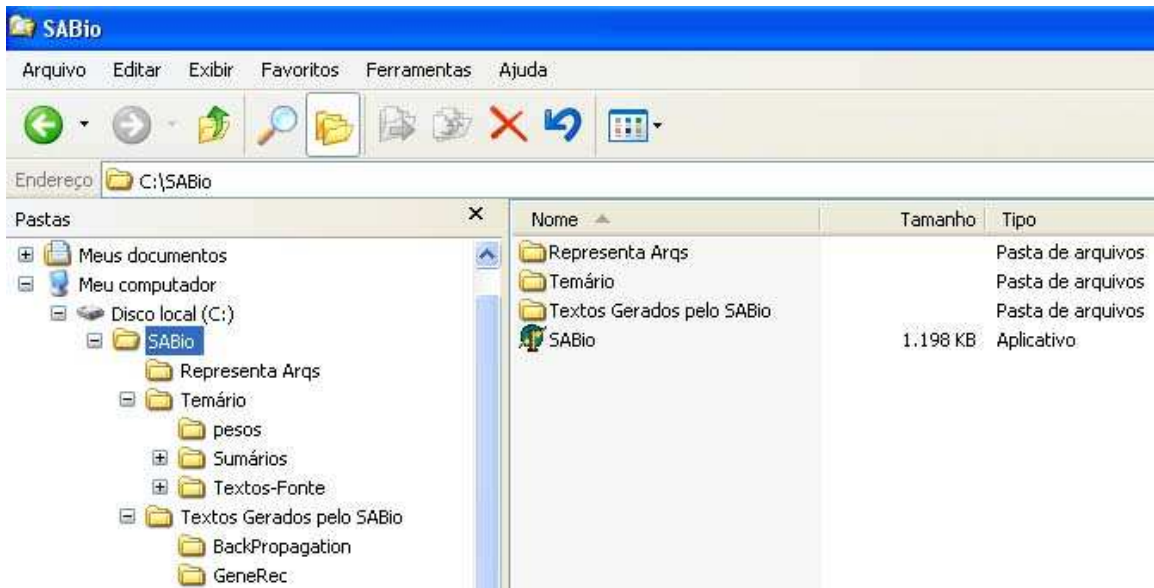 SABio
Arquivo Editar Exibir Favoritos Ferramentas Ajuda
Endereço C:\SABio
Pastas
Meus documentos
Meu computador
Disco local (C:)
SABio
Representa Arqs
Temário
pesos
Sumários
Textos-Fonte
Textos Gerados pelo SABio
BackPropagation
GeneRec
Nome Tamanho Tipo
Representa Arqs Pasta de arquivos
Temário Pasta de arquivos
Textos Gerados pelo SABio Pasta de arquivos
SABio 1.198 KB Aplicativo